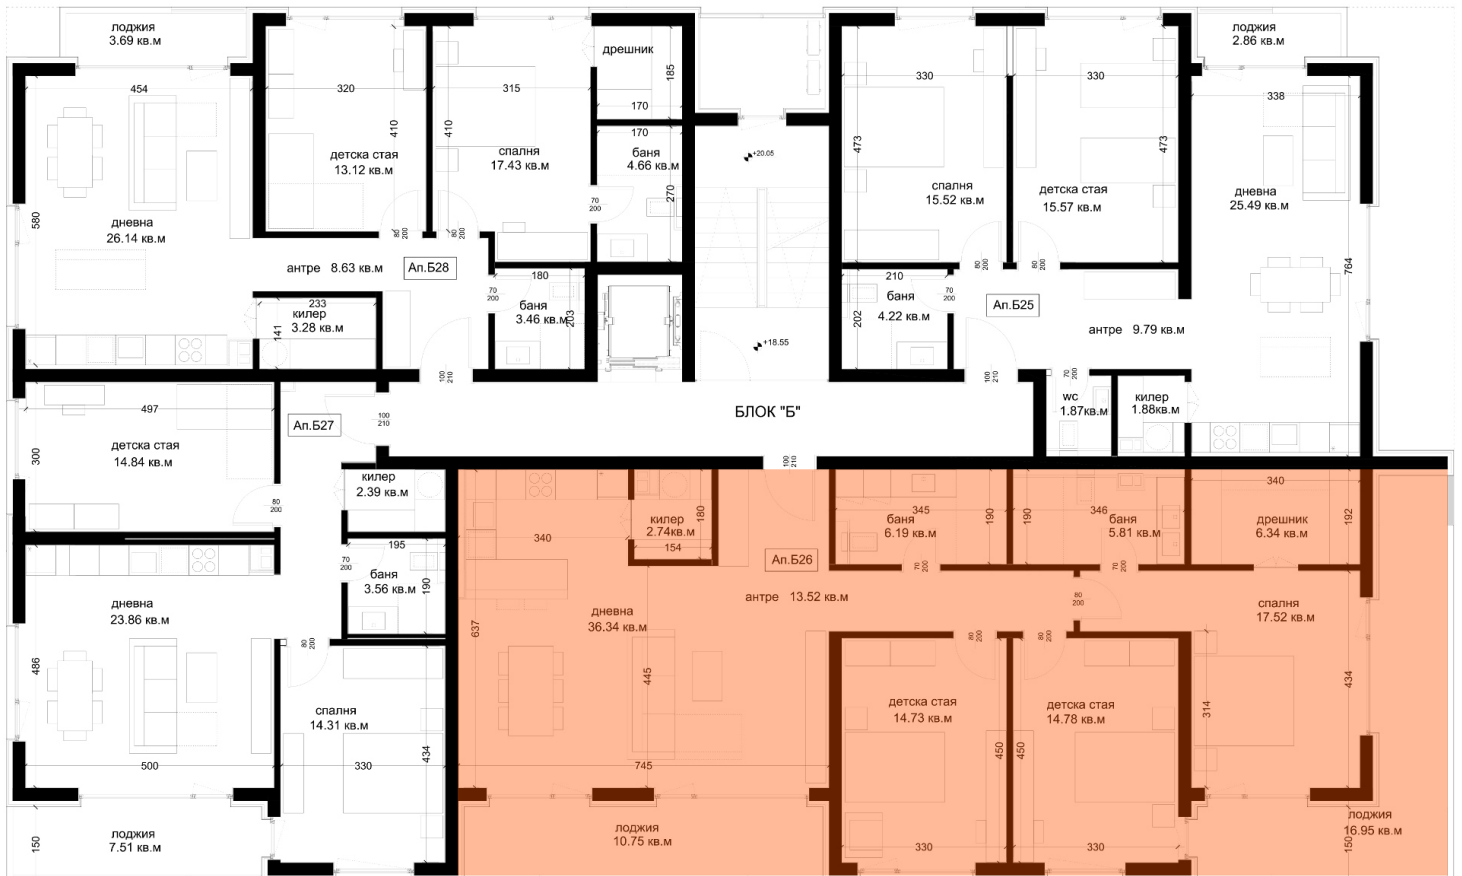 лоджия
3.69 кв.м
454
580
дневна
26.14 кв.м
320
410
детска стая
13.12 кв.м
315
410
спалня
17.43 кв.м
дрешник
185
170
170
баня
4.66 кв.м
270
70
200
80
200
80
200
антре 8.63 кв.м
Ап.Б28
233
килер
3.28 кв.м
141
70
200
180
баня
3.46 кв.м
203
100
210
+20.05
+18.55
330
473
спалня
15.52 кв.м
330
473
детска стая
15.57 кв.м
лоджия
2.86 кв.м
338
дневна
25.49 кв.м
764
80
200
80
200
210
баня
4.22 кв.м
202
70
200
Ап.Б25
антре 9.79 кв.м
100
210
70
200
wc
1.87кв.м
килер
1.88кв.м
БЛОК "Б"
497
300
детска стая
14.84 кв.м
Ап.Б27
100
210
80
200
килер
2.39 кв.м
195
70
200
баня
3.56 кв.м
190
дневна
23.86 кв.м
486
500
80
200
спалня
14.31 кв.м
434
330
150
лоджия
7.51 кв.м
100
210
340
килер
2.74кв.м
180
154
Ап.Б26
345
баня
6.19 кв.м
190
190
346
баня
5.81 кв.м
340
192
дрешник
6.34 кв.м
70
200
70
200
антре 13.52 кв.м
80
200
дневна
36.34 кв.м
637
445
745
80
200
80
200
спалня
17.52 кв.м
434
314
детска стая
14.73 кв.м
450
330
детска стая
14.78 кв.м
450
330
лоджия
10.75 кв.м
лоджия
16.95 кв.м
150